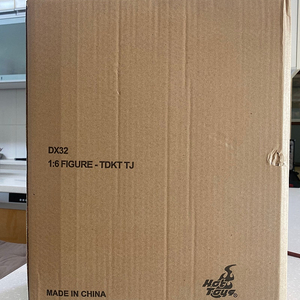 DX32
1:6 FIGURE - TDKT TJ
Hot
Toys
MADE IN CHINA